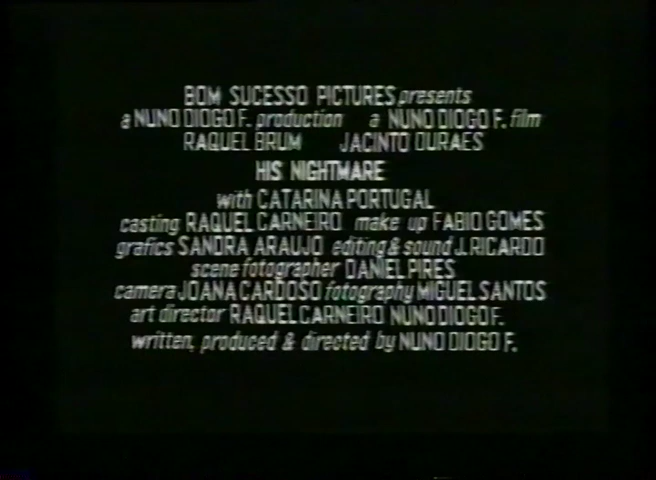 BOM SUCESSO PICTURES presents
a NUNO DIOGO F. production a NUNO DIOGO F. film
RAQUEL BRUM JACINTO DURAES
HIS NIGHTMARE
with CATARINA PORTUGAL
casting RAQUEL CARNEIRO make up FABIO GOMES
grafics SANDRA ARAUJO editing & sound J. RICARDO
scene fotographer DANIEL PIRES
camera JOANA CARDOSO fotography MIGUEL SANTOS
art director RAQUEL CARNEIRO NUNO DIOGO F.
written, produced & directed by NUNO DIOGO F.